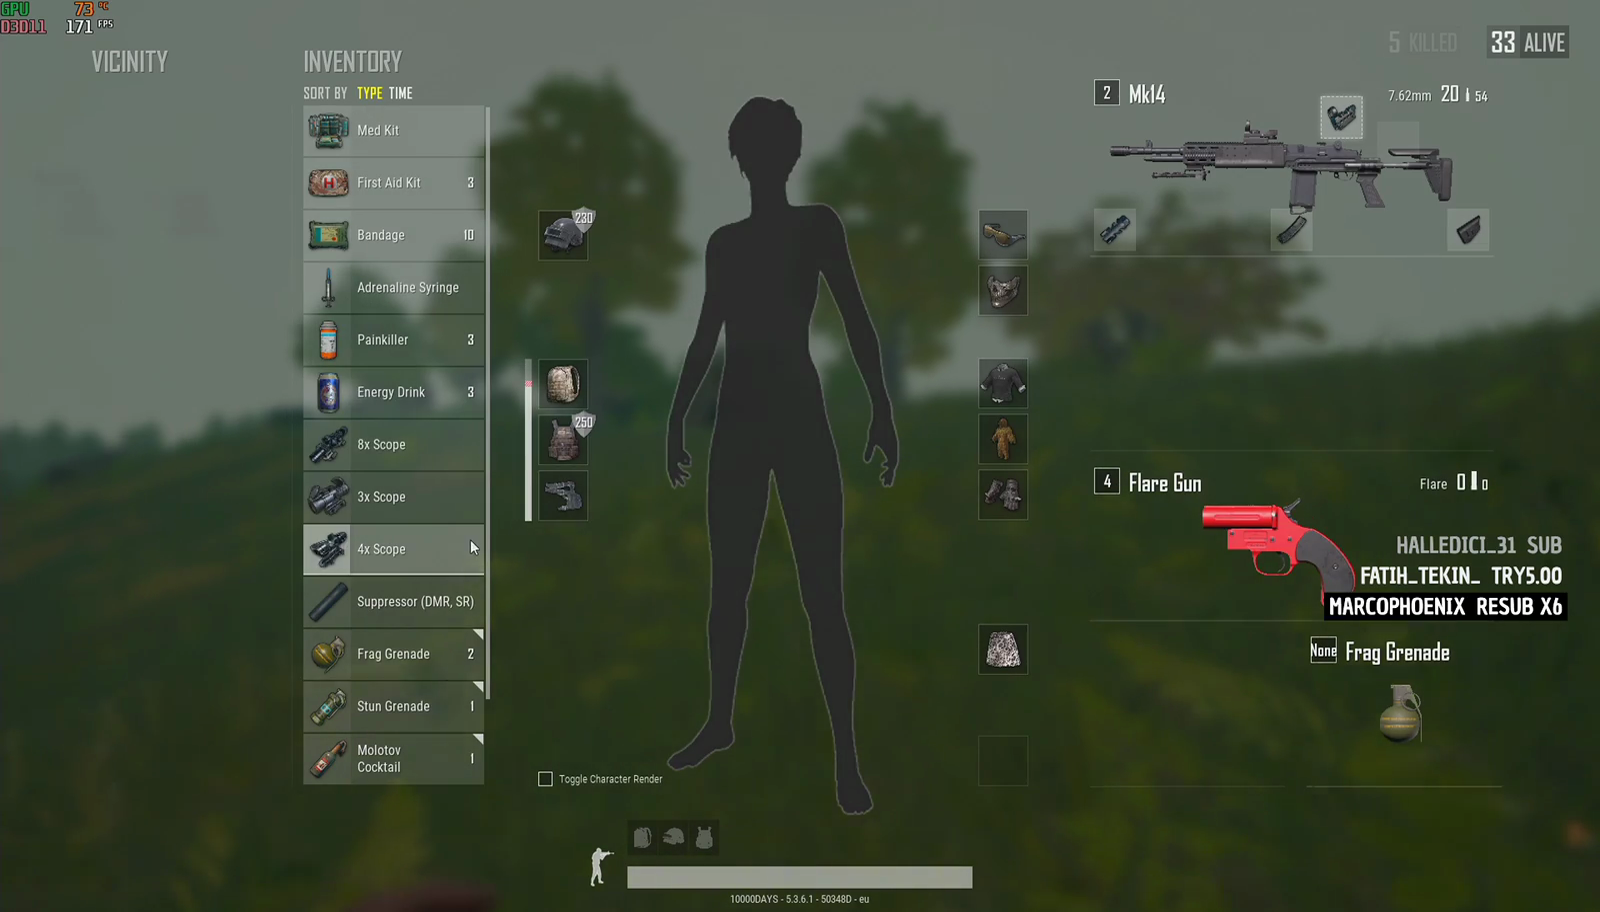 GPU 73 °C
D3D11 171 FPS
VICINITY
INVENTORY
SORT BY TYPE TIME
Med Kit
First Aid Kit 3
Bandage 10
Adrenaline Syringe
Painkiller 3
Energy Drink 3
8x Scope
3x Scope
4x Scope
Suppressor (DMR, SR)
Frag Grenade 2
Stun Grenade 1
Molotov
Cocktail 1
230
250
Toggle Character Render
10000DAYS - 5.3.6.1 - 50348D - eu
5 KILLED 33 ALIVE
2 Mk14 7.62mm 20 54
4 Flare Gun Flare 0 0
HALLEDICI_31 SUB
FATIH_TEKIN_ TRY5.00
MARCOPHOENIX RESUB X6
None Frag Grenade